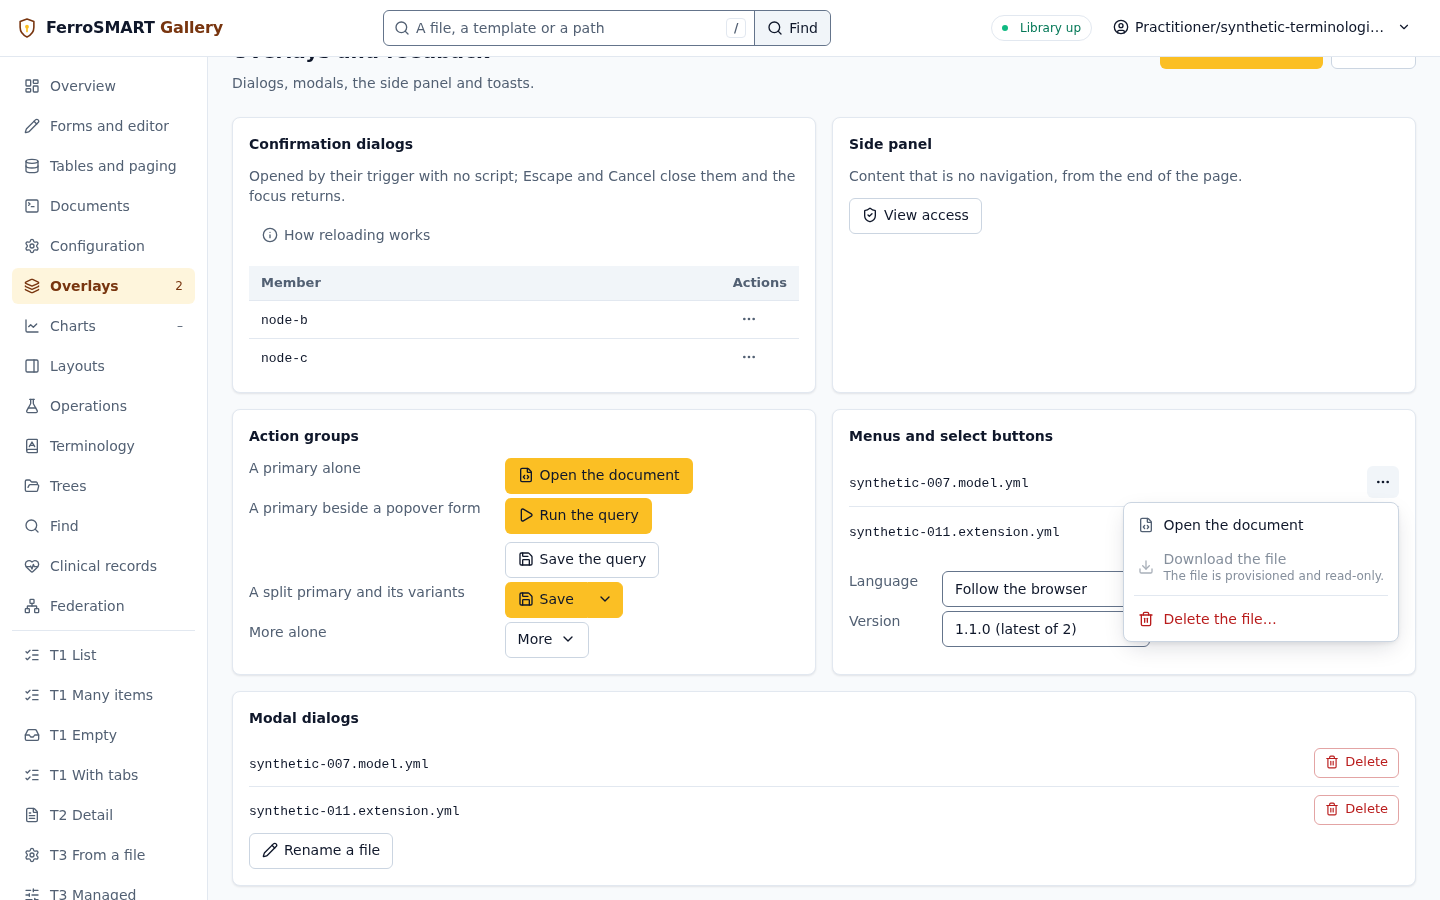 FerroSMART Gallery
A file, a template or a path
/
Find
Library up
Practitioner/synthetic-terminologi…
Overview
Forms and editor
Tables and paging
Documents
Configuration
Overlays 2
Charts –
Layouts
Operations
Terminology
Trees
Find
Clinical records
Federation
T1 List
T1 Many items
T1 Empty
T1 With tabs
T2 Detail
T3 From a file
T3 Managed
Dialogs, modals, the side panel and toasts.
Confirmation dialogs
Opened by their trigger with no script; Escape and Cancel close them and the
focus returns.
How reloading works
Member Actions
node-b
node-c
Side panel
Content that is no navigation, from the end of the page.
View access
Action groups
A primary alone
Open the document
A primary beside a popover form
Run the query
Save the query
A split primary and its variants
Save
More alone
More
Menus and select buttons
synthetic-007.model.yml
synthetic-011.extension.yml
Language
Follow the browser
Version
1.1.0 (latest of 2)
Open the document
Download the file
The file is provisioned and read-only.
Delete the file…
Modal dialogs
synthetic-007.model.yml
Delete
synthetic-011.extension.yml
Delete
Rename a file